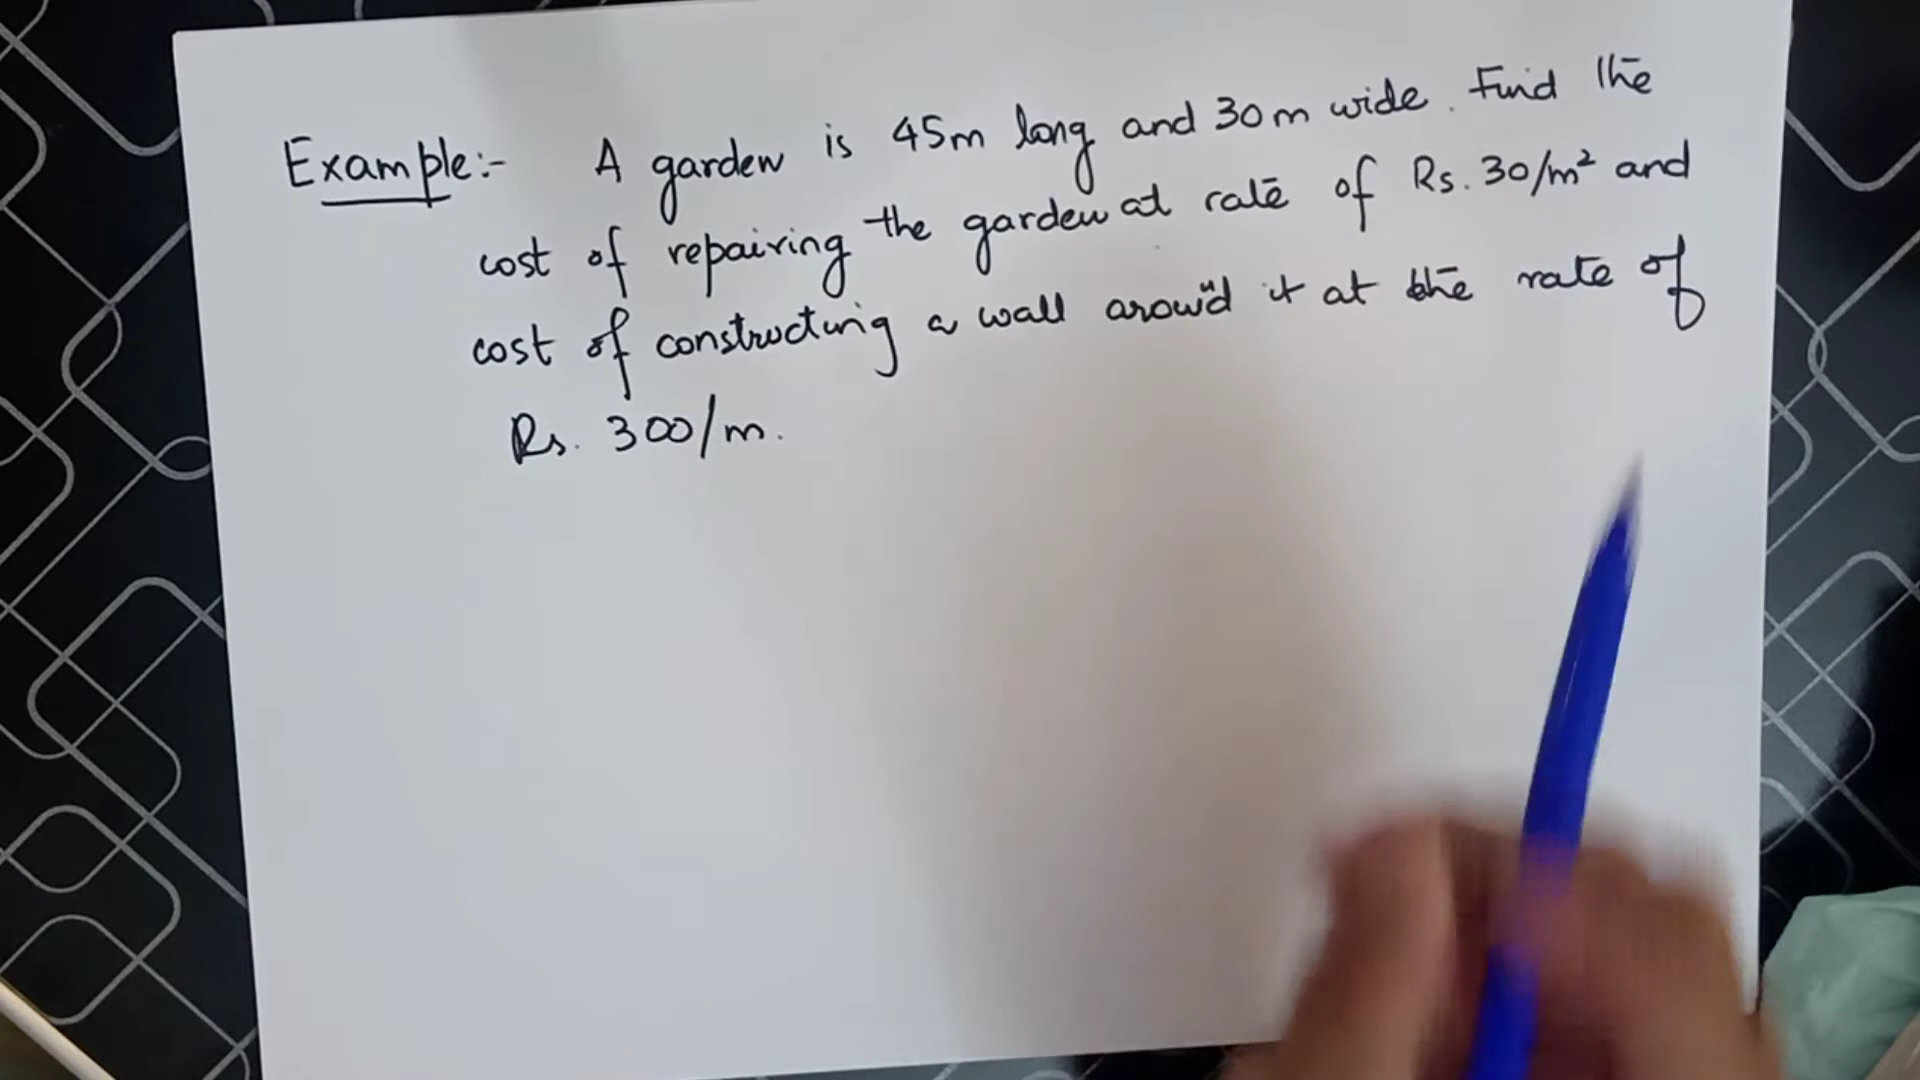 Example:- A garden is 45m long and 30m wide. Find the
cost of repairing the garden at rate of Rs. 30/m² and
cost of constructing a wall around it at the rate of
Rs. 300/m.